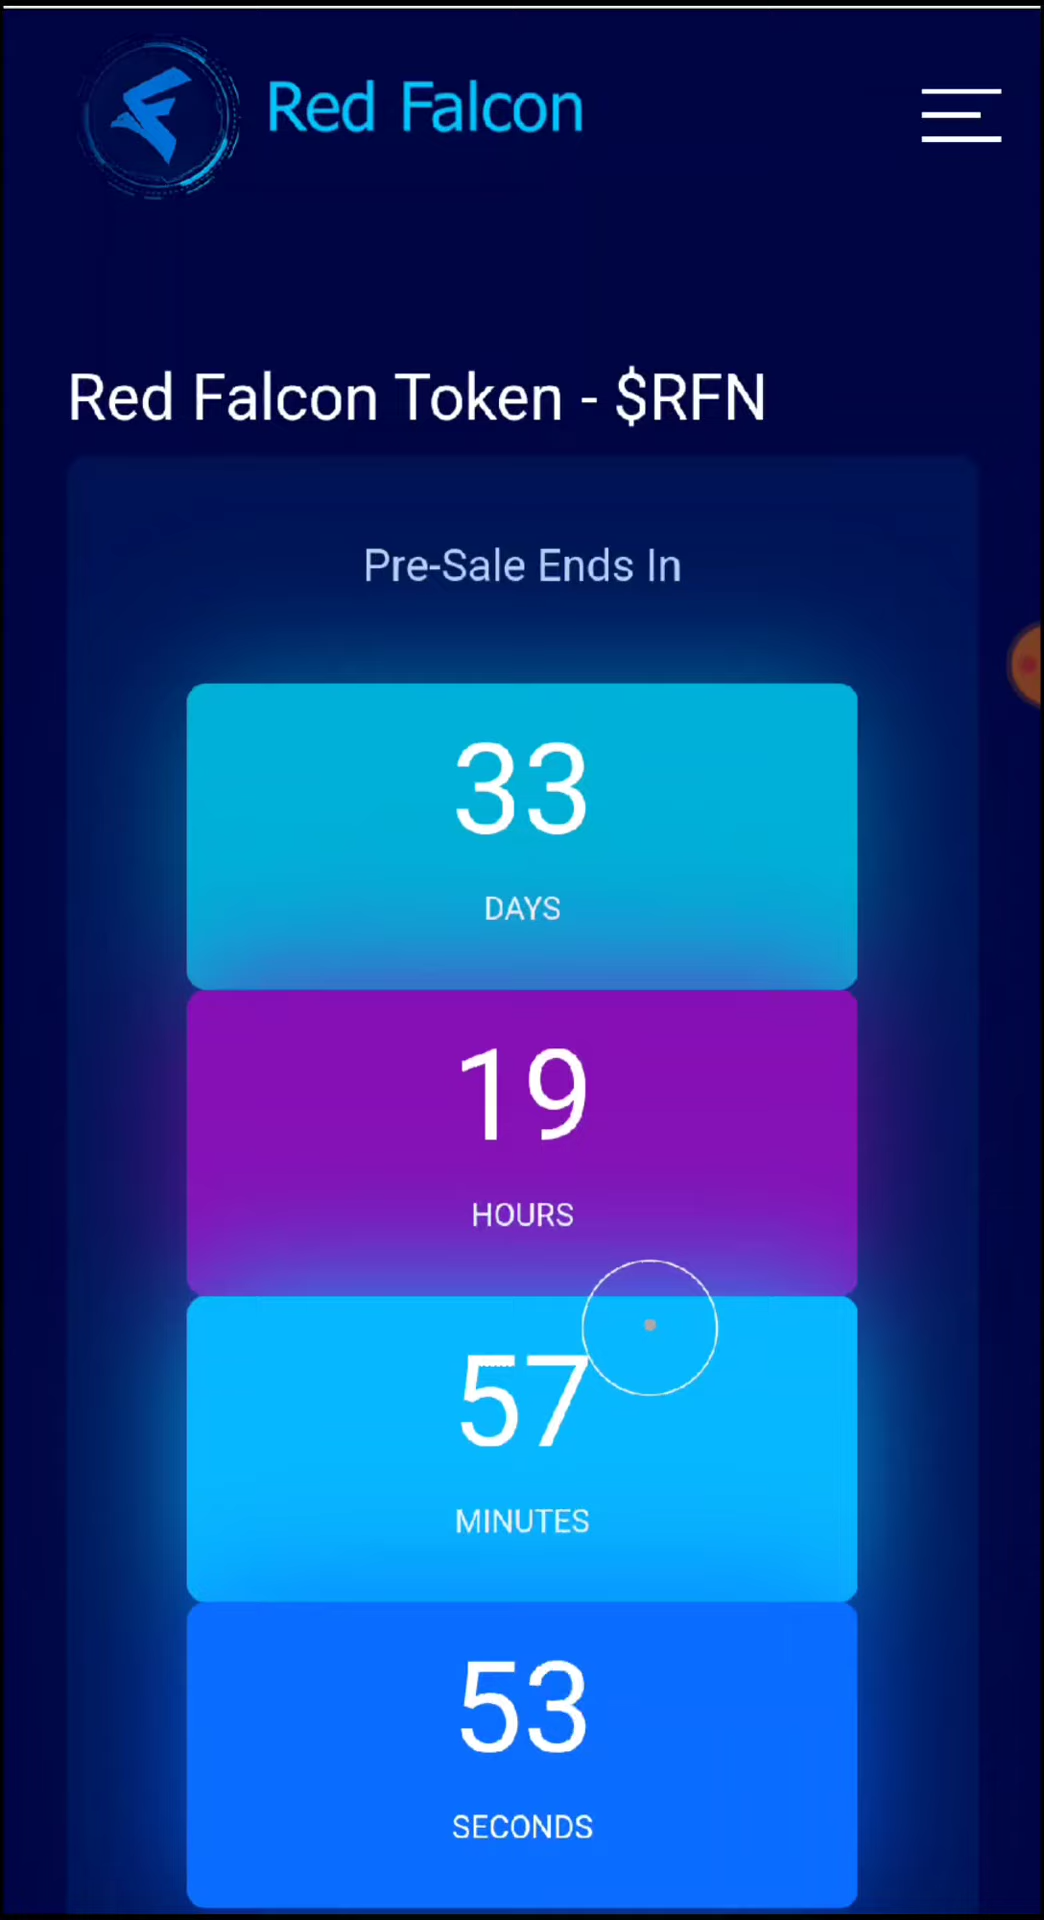 Red Falcon
Red Falcon Token - $RFN
Pre-Sale Ends In
33
DAYS
19
HOURS
57
MINUTES
53
SECONDS